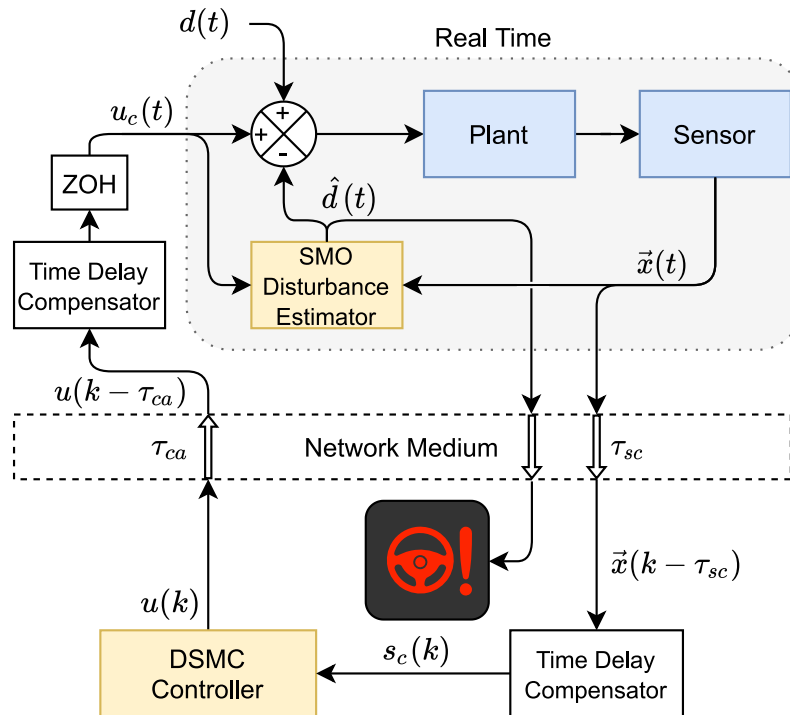 d(t)
Real Time
u_c(t)
+
+
-
Plant
Sensor
ZOH
d̂(t)
SMO
Disturbance
Estimator
x⃗(t)
Time Delay
Compensator
u(k − τ_ca)
τ_ca
Network Medium
τ_sc
!
x⃗(k − τ_sc)
u(k)
s_c(k)
DSMC
Controller
Time Delay
Compensator